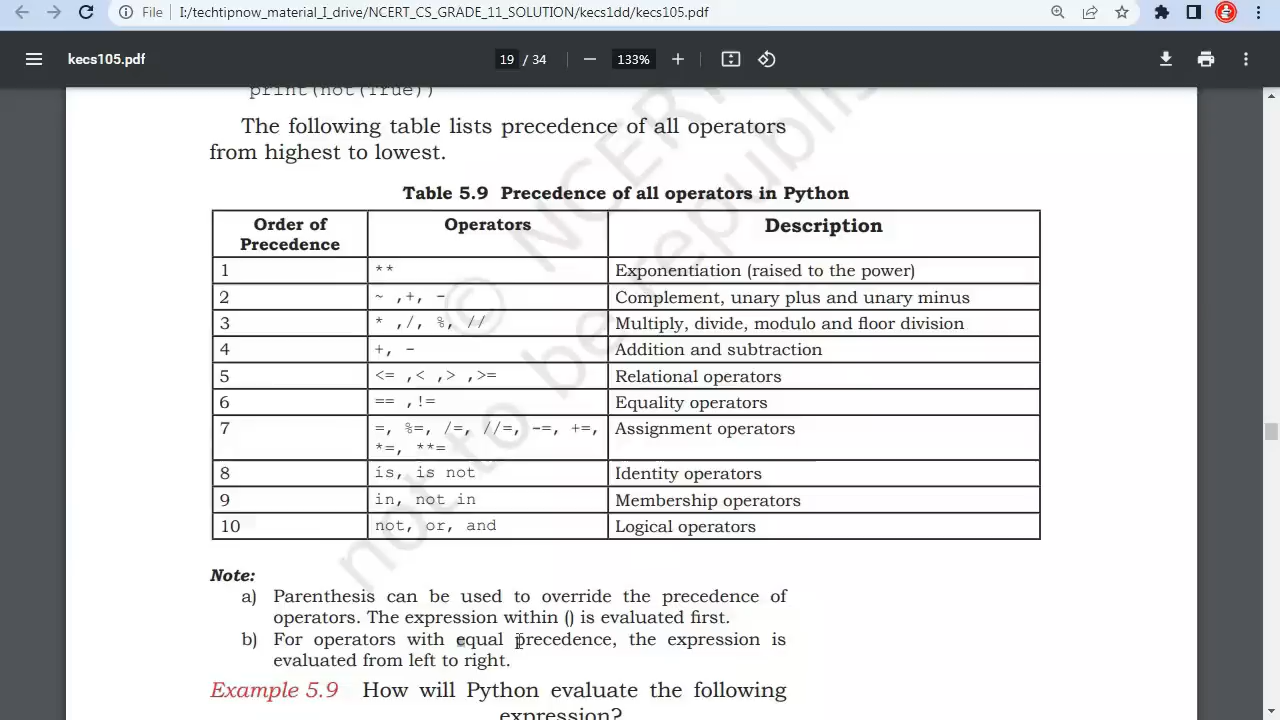 File | I:/techtipnow_material_I_drive/NCERT_CS_GRADE_11_SOLUTION/kecs1dd/kecs105.pdf
kecs105.pdf
19 / 34
133%
print(not(True))
The following table lists precedence of all operators
from highest to lowest.
Table 5.9 Precedence of all operators in Python
Order of Precedence Operators Description
1 ** Exponentiation (raised to the power)
2 ~ ,+, - Complement, unary plus and unary minus
3 * ,/, %, // Multiply, divide, modulo and floor division
4 +, - Addition and subtraction
5 <= ,< ,> ,>= Relational operators
6 == ,!= Equality operators
7 =, %=, /=, //=, -=, +=, Assignment operators
*=, **=
8 is, is not Identity operators
9 in, not in Membership operators
10 not, or, and Logical operators
Note:
a) Parenthesis can be used to override the precedence of
operators. The expression within () is evaluated first.
b) For operators with equal precedence, the expression is
evaluated from left to right.
Example 5.9 How will Python evaluate the following
expression?
© NCERT
not to be republis